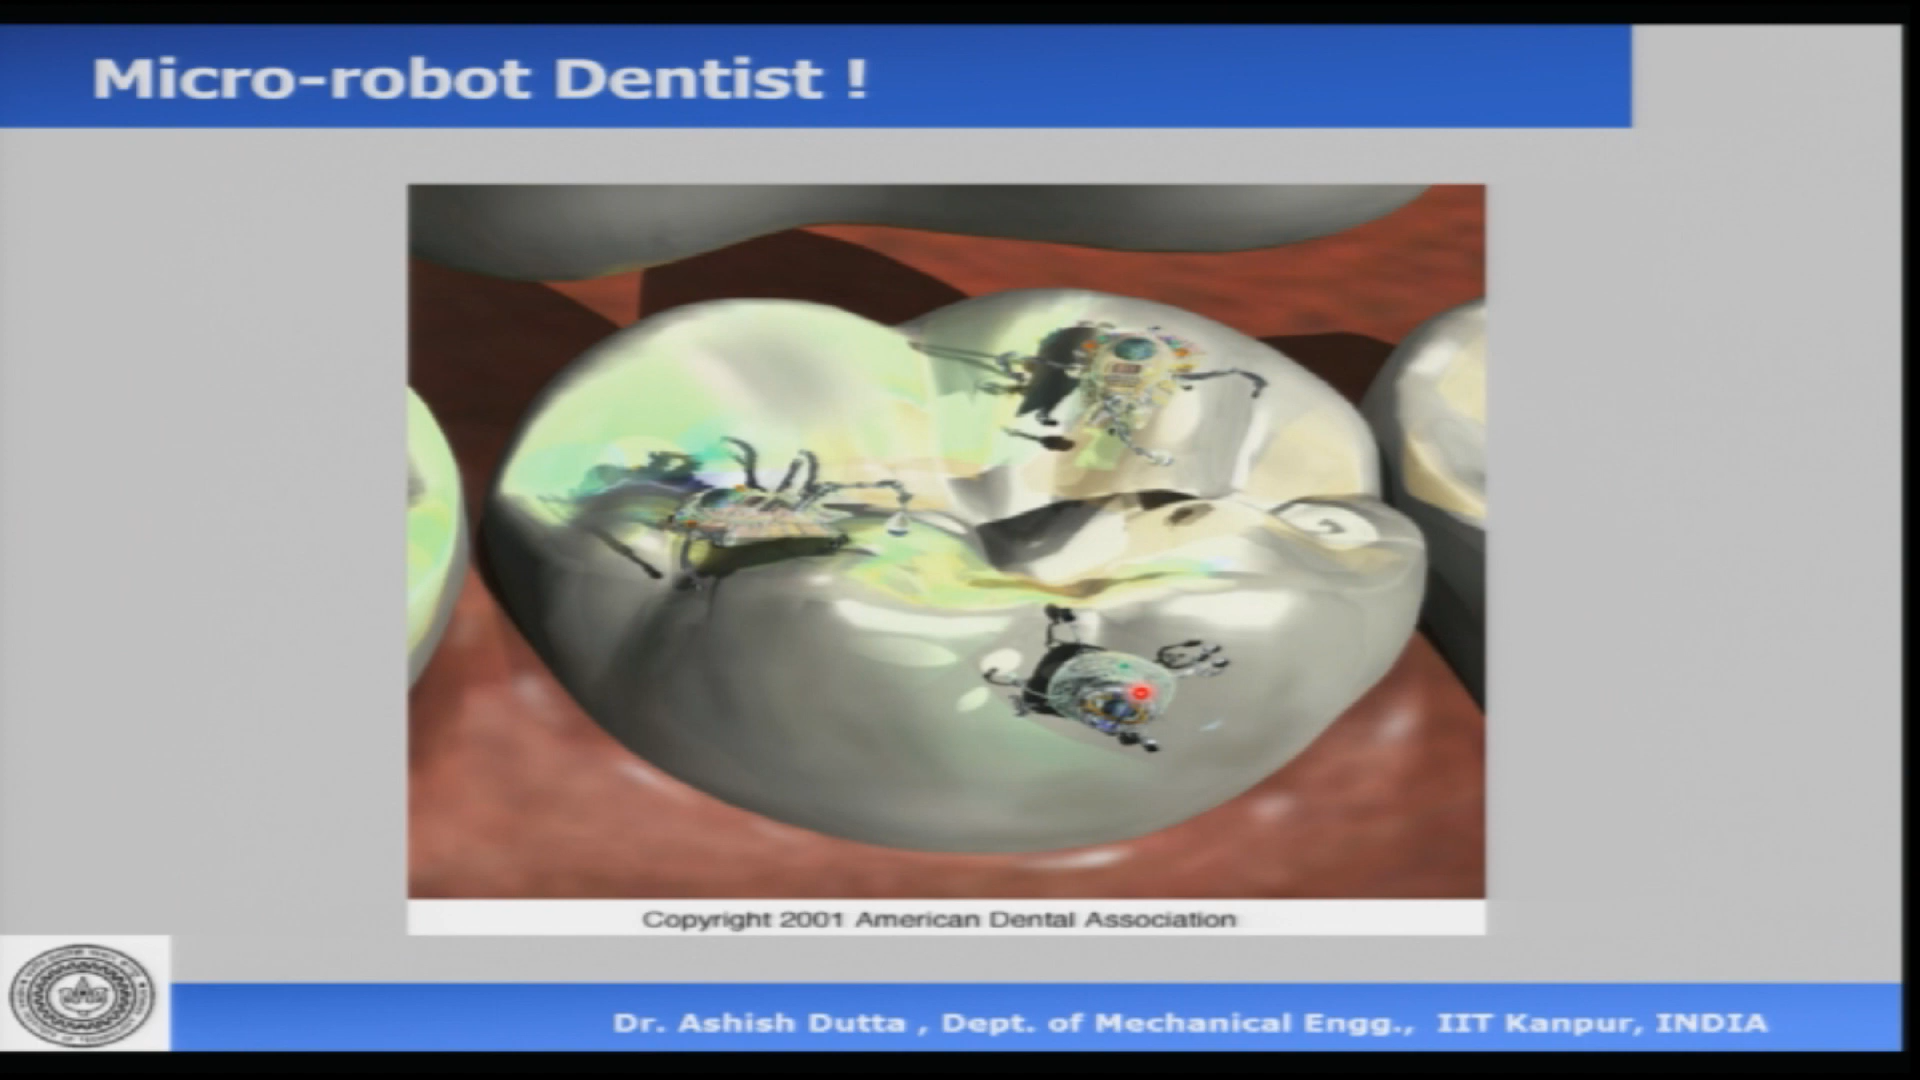 Micro-robot Dentist !
Copyright 2001 American Dental Association
Dr. Ashish Dutta , Dept. of Mechanical Engg., IIT Kanpur, INDIA